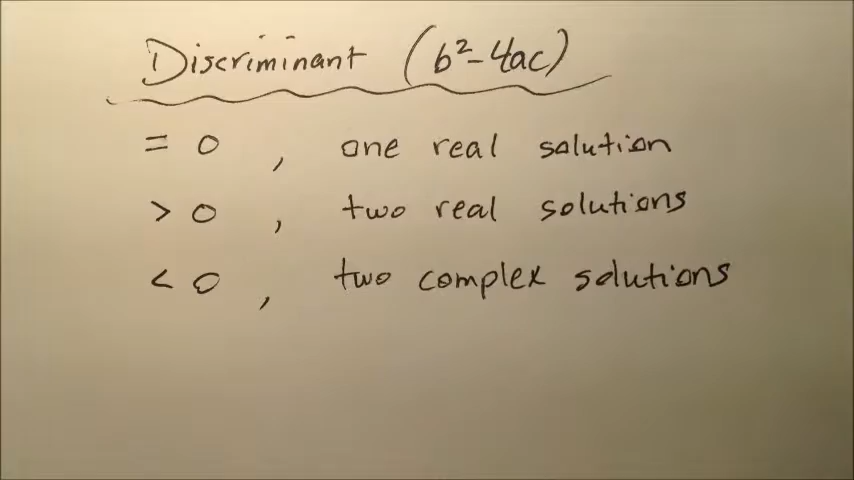 Discriminant (b²-4ac)
= 0 , one real solution
> 0 , two real solutions
< 0 , two complex solutions